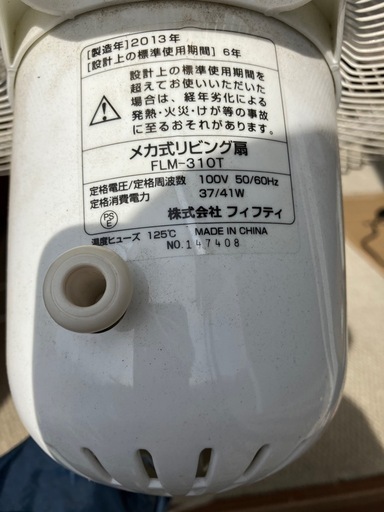 [製造年]2013年
[設計上の標準使用期間] 6年
設計上の標準使用期間を
超えてお使いいただいた
場合は、経年劣化による
発熱・火災・けが等の事故
に至るおそれがあります。
メカ式リビング扇
FLM-310T
定格電圧/定格周波数 100V 50/60Hz
定格消費電力 37/41W
PSE 株式会社 フィフティ
温度ヒューズ 125℃ MADE IN CHINA
NO.147408